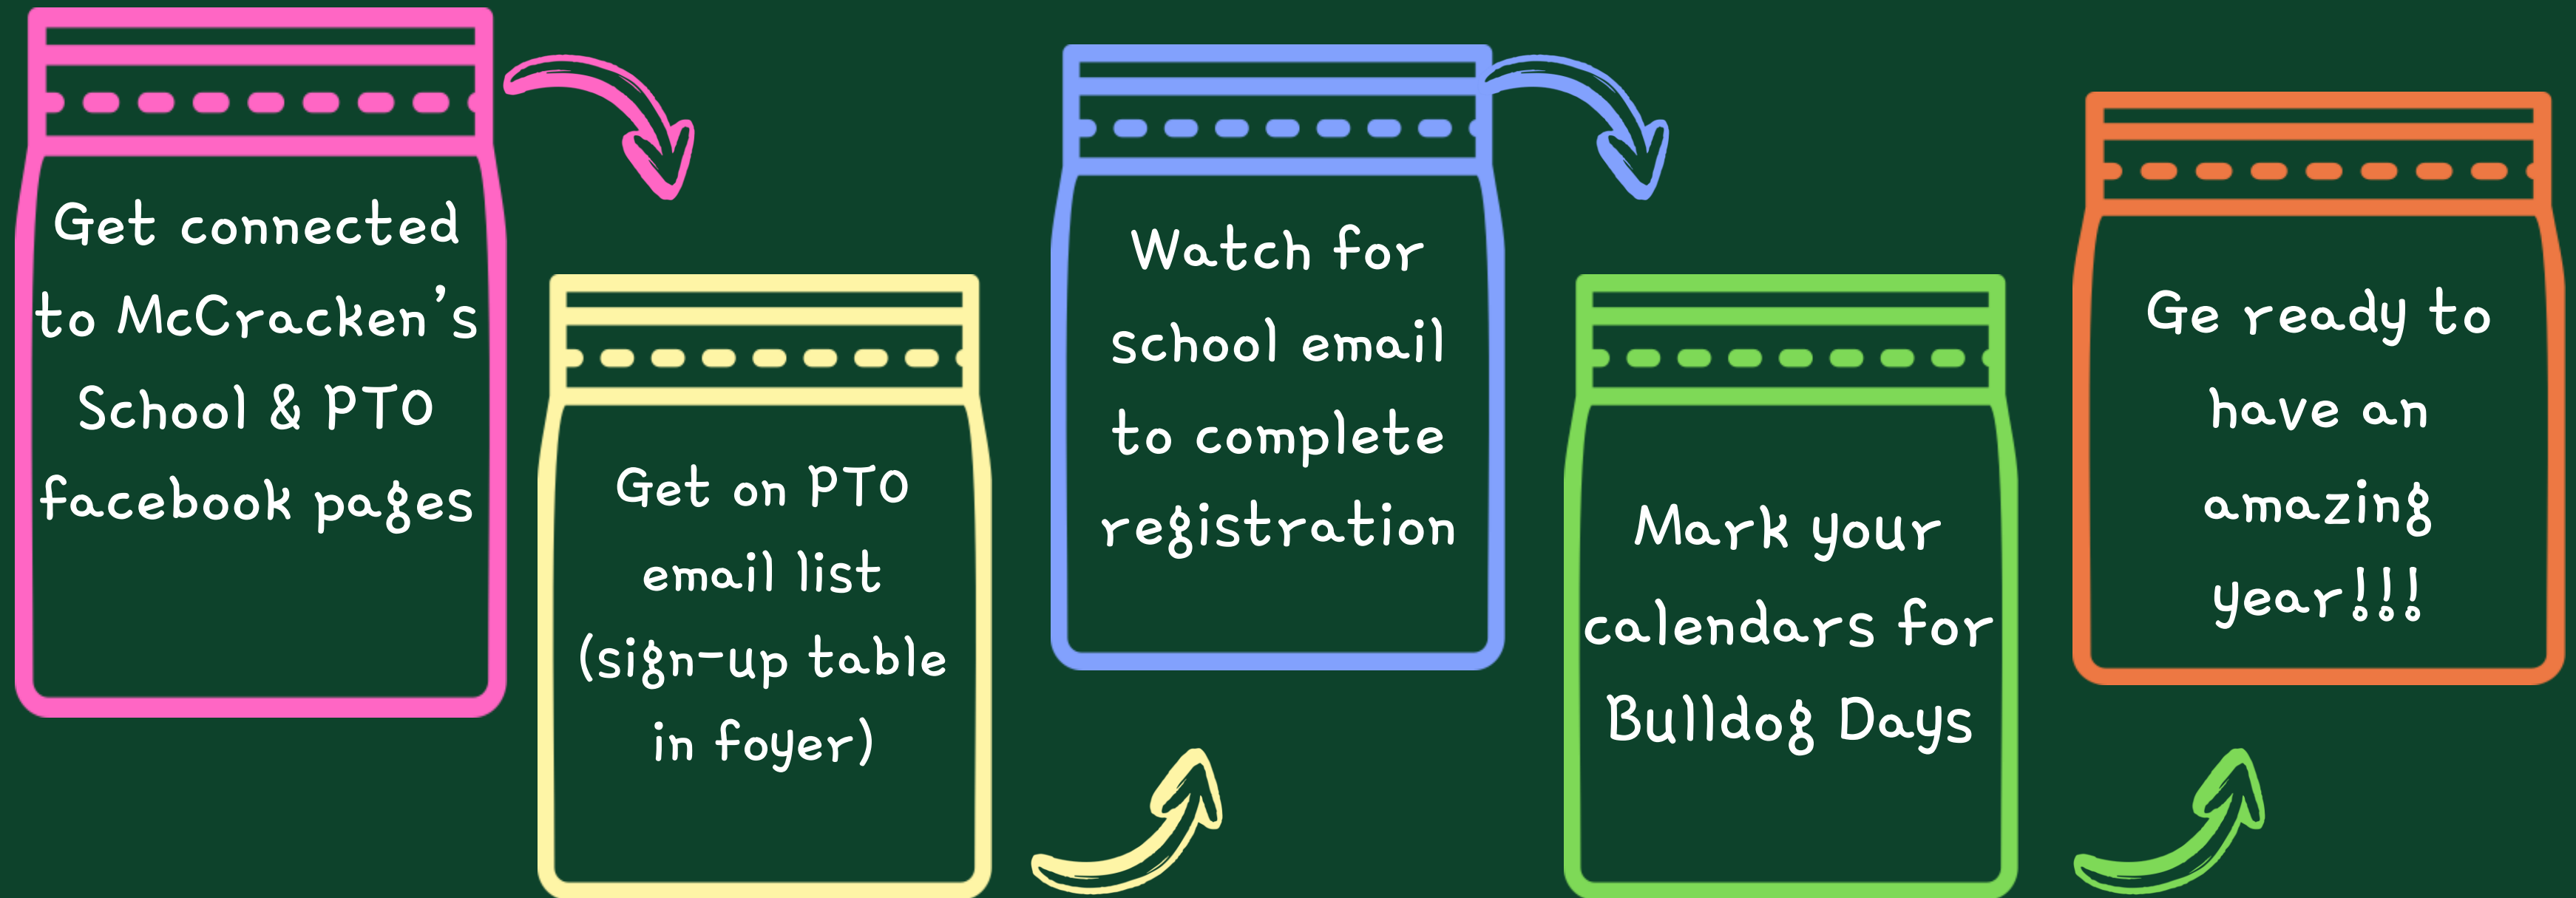 Get connected
to McCracken's
School & PTO
facebook pages
Get on PTO
email list
(sign-up table
in foyer)
Watch for
school email
to complete
registration
Mark your
calendars for
Bulldog Days
Ge ready to
have an
amazing
year!!!